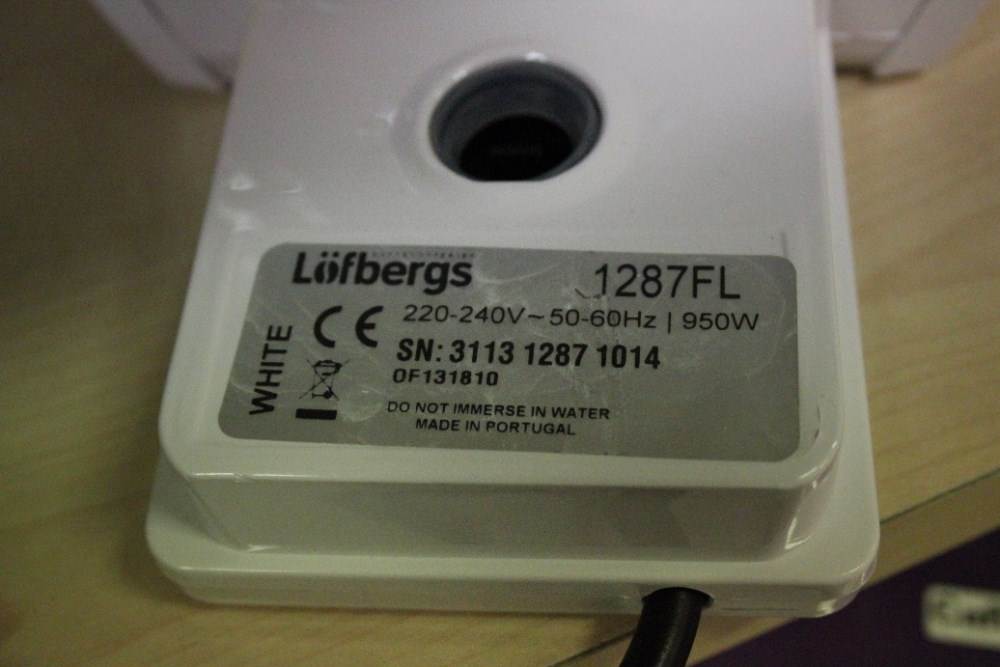 Löfbergs
1287FL
220-240V~50-60Hz | 950W
CE
SN: 3113 1287 1014
OF131810
WHITE
DO NOT IMMERSE IN WATER
MADE IN PORTUGAL